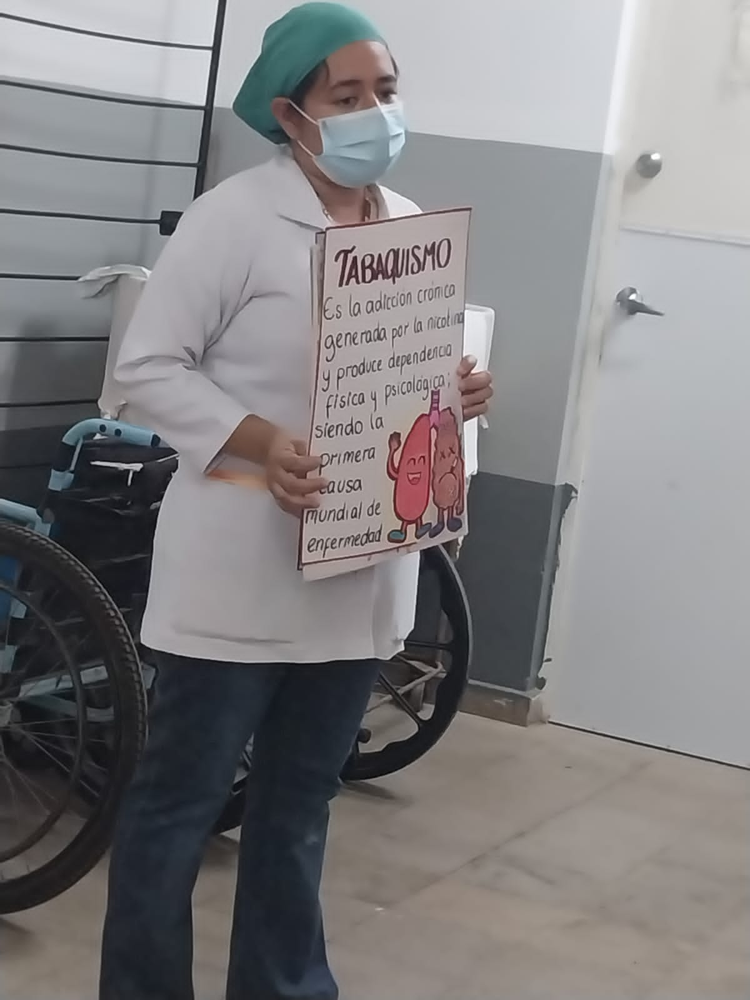 TABAQUISMO
Es la adicción crónica
generada por la nicotina
y produce dependencia
física y psicológica;
siendo la
primera
causa
mundial de
enfermedad